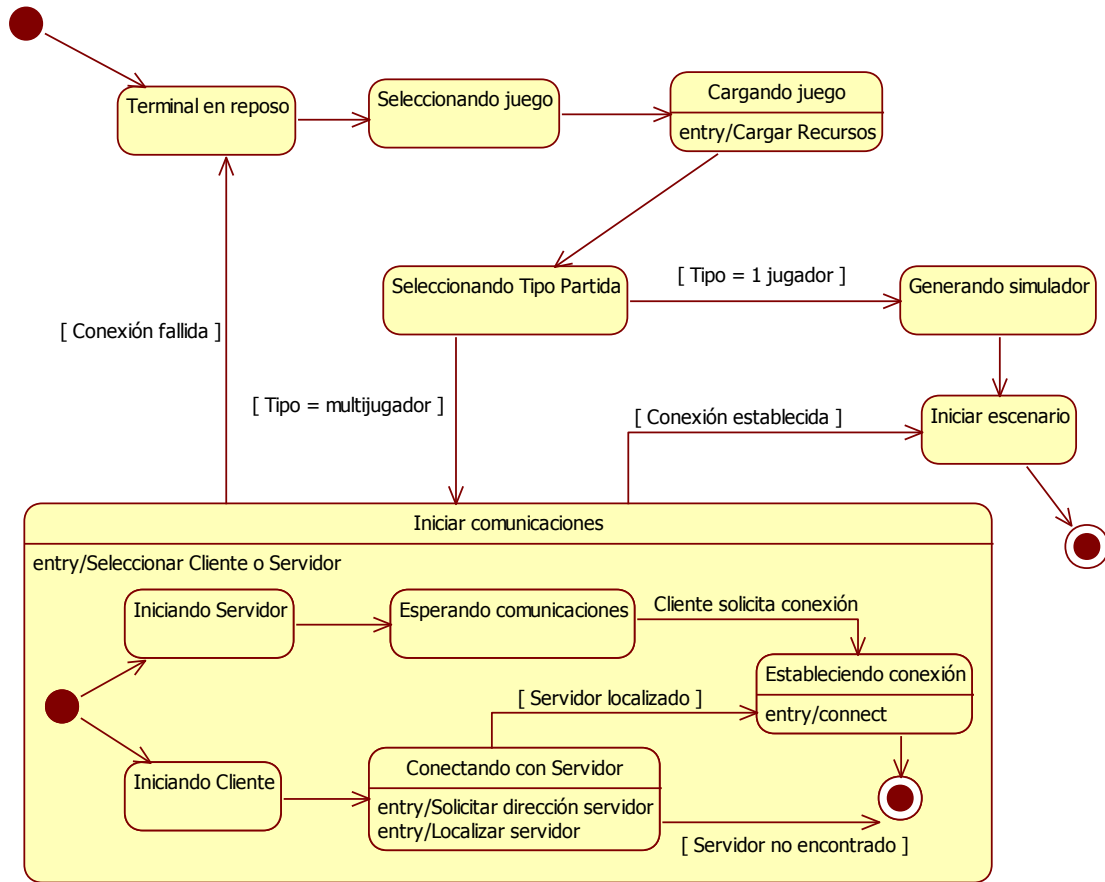 Terminal en reposo
Seleccionando juego
Cargando juego
entry/Cargar Recursos
Seleccionando Tipo Partida
[ Tipo = 1 jugador ]
Generando simulador
[ Conexión fallida ]
[ Tipo = multijugador ]
[ Conexión establecida ]
Iniciar escenario
Iniciar comunicaciones
entry/Seleccionar Cliente o Servidor
Iniciando Servidor
Esperando comunicaciones
Cliente solicita conexión
Estableciendo conexión
entry/connect
[ Servidor localizado ]
Iniciando Cliente
Conectando con Servidor
entry/Solicitar dirección servidor
entry/Localizar servidor
[ Servidor no encontrado ]